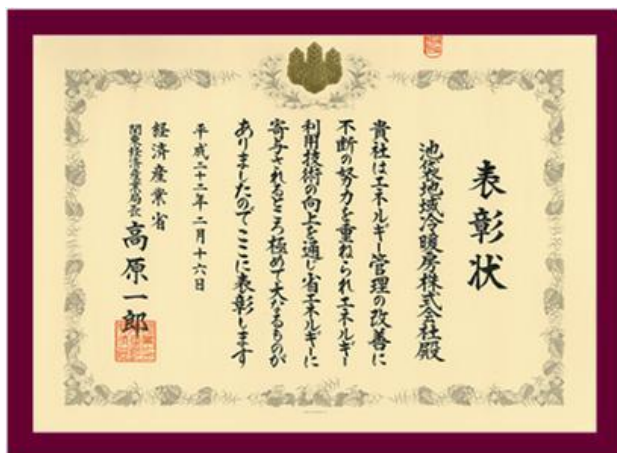 表彰状
池袋地域冷暖房株式会社殿
貴社はエネルギー管理の改善に
不断の努力を重ねられエネルギー
利用技術の向上を通じ省エネルギーに
寄与されるところ極めて大なるものが
ありましたのでここに表彰します
平成二十二年二月十六日
経済産業省
関東経済産業局長 高原一郎